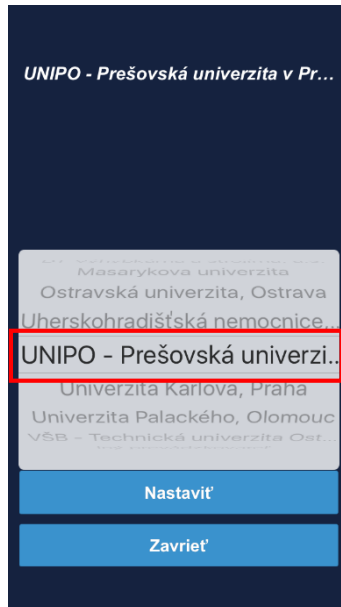 UNIPO - Prešovská univerzita v Pr...
Masarykova univerzita
Ostravská univerzita, Ostrava
Uherskohradišťská nemocnice...
UNIPO - Prešovská univerzi..
Univerzita Karlova, Praha
Univerzita Palackého, Olomouc
VŠB – Technická univerzita Ost...
Nastaviť
Zavrieť